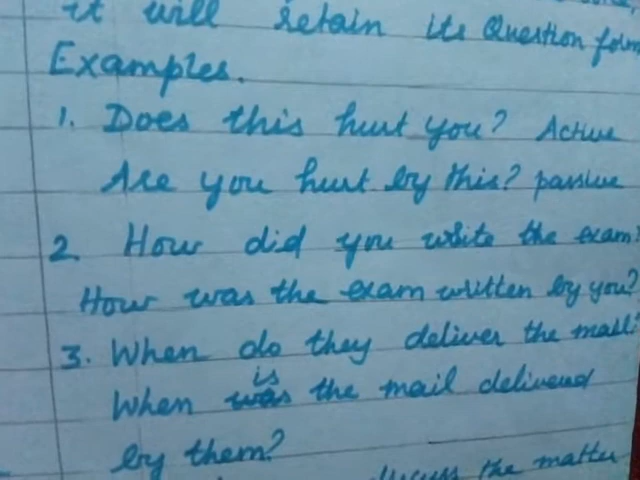 it will retain its Question form
Examples.
1. Does this hurt you? Active
Are you hurt by this? passive
2. How did you write the exam?
How was the exam written by you?
3. When do they deliver the mail?
is
When was the mail delivered
by them?
discuss the matter